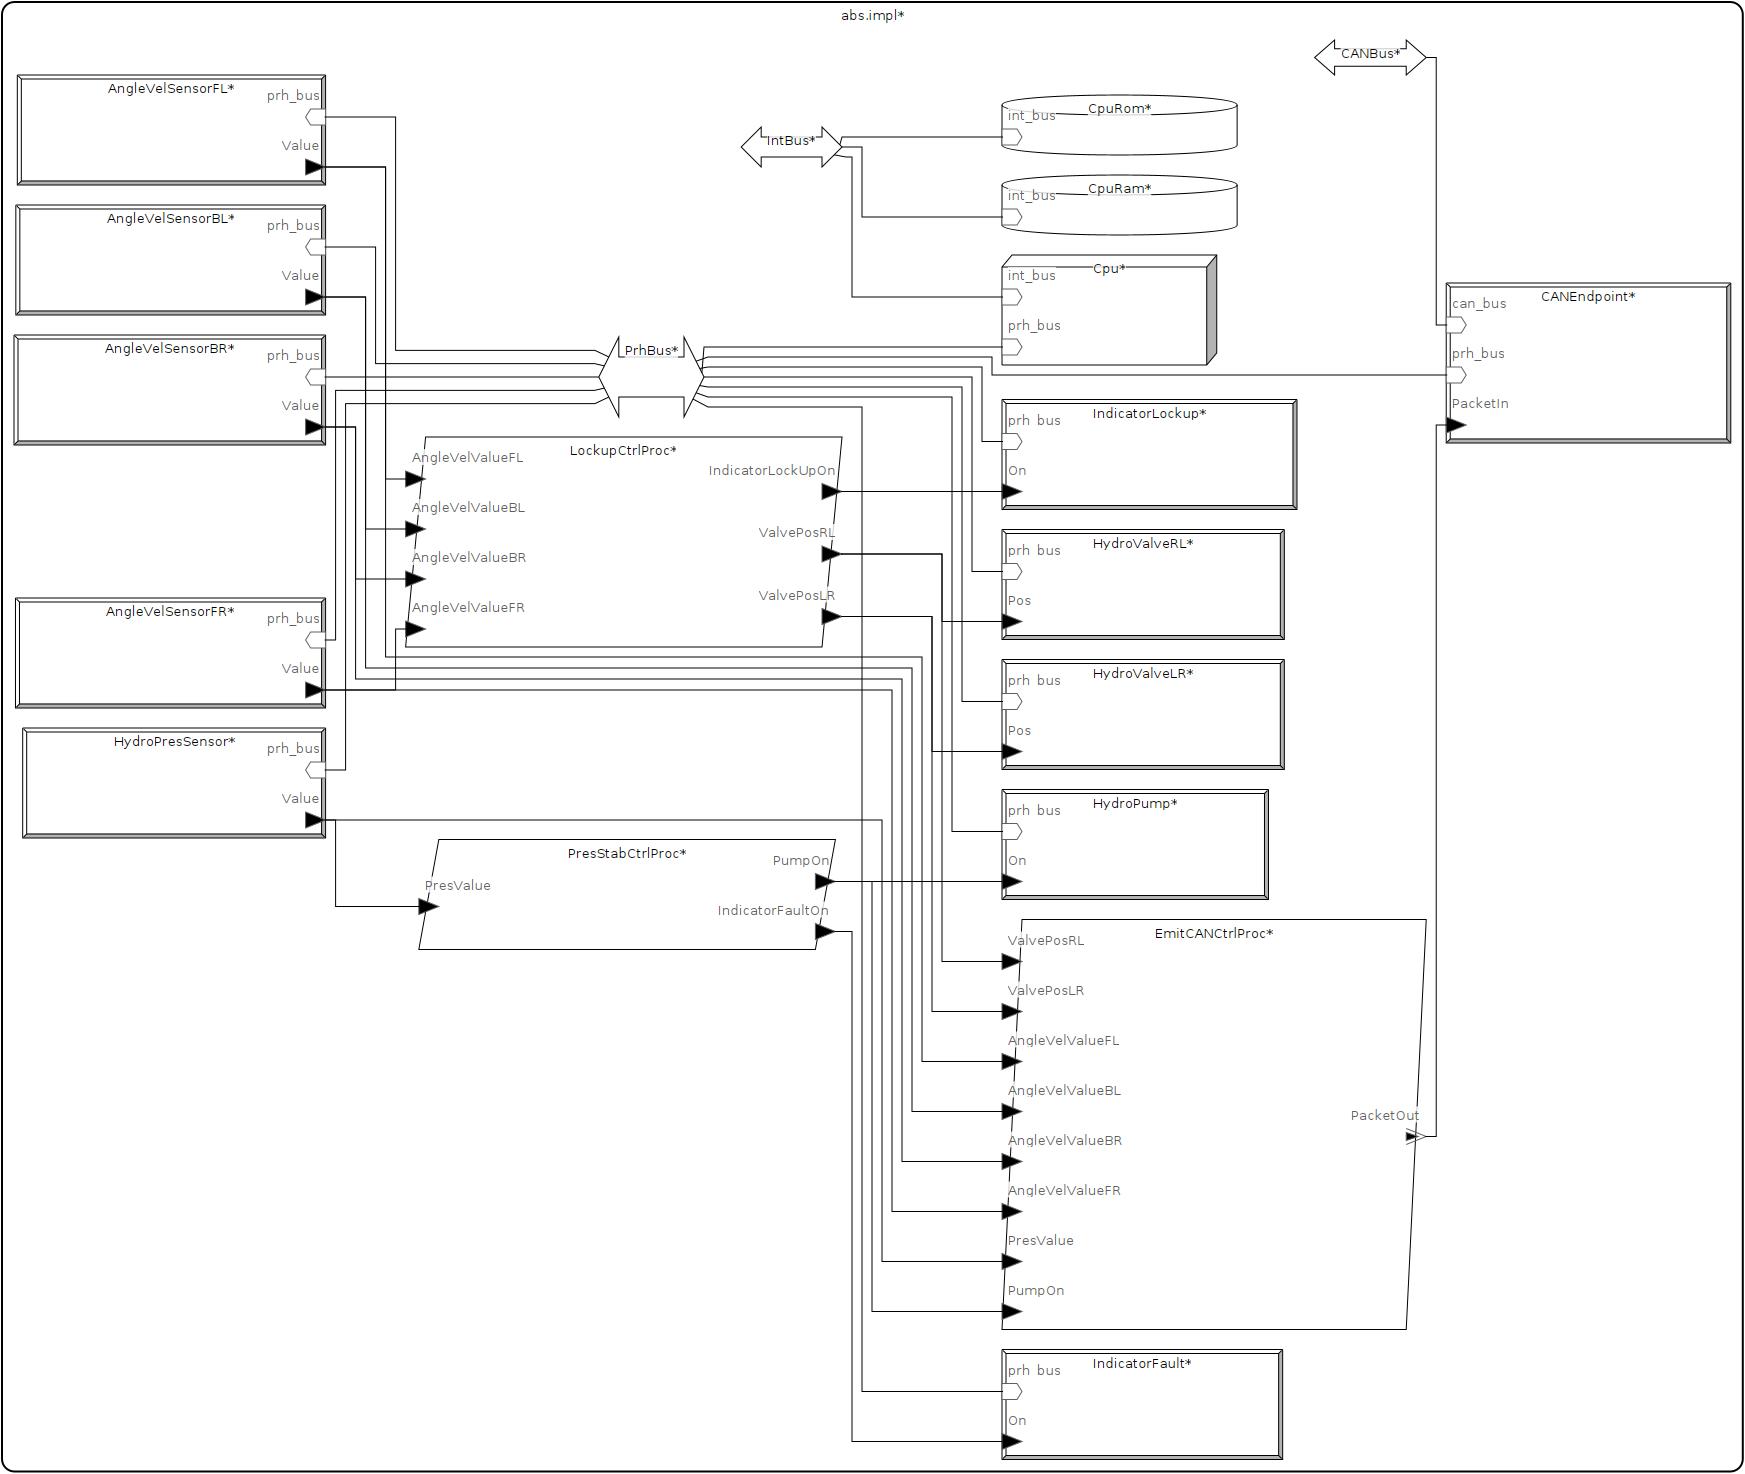 abs.impl*
CANBus*
AngleVelSensorFL*
prh_bus
Value
IntBus*
CpuRom*
int_bus
CpuRam*
int_bus
AngleVelSensorBL*
prh_bus
Value
Cpu*
int_bus
prh_bus
CANEndpoint*
can_bus
prh_bus
PacketIn
AngleVelSensorBR*
prh_bus
Value
PrhBus*
IndicatorLockup*
prh_bus
On
LockupCtrlProc*
AngleVelValueFL
AngleVelValueBL
AngleVelValueBR
AngleVelValueFR
IndicatorLockUpOn
ValvePosRL
ValvePosLR
HydroValveRL*
prh_bus
Pos
AngleVelSensorFR*
prh_bus
Value
HydroValveLR*
prh_bus
Pos
HydroPresSensor*
prh_bus
Value
HydroPump*
prh_bus
On
PresStabCtrlProc*
PresValue
PumpOn
IndicatorFaultOn
EmitCANCtrlProc*
ValvePosRL
ValvePosLR
AngleVelValueFL
AngleVelValueBL
AngleVelValueBR
AngleVelValueFR
PresValue
PumpOn
PacketOut
IndicatorFault*
prh_bus
On